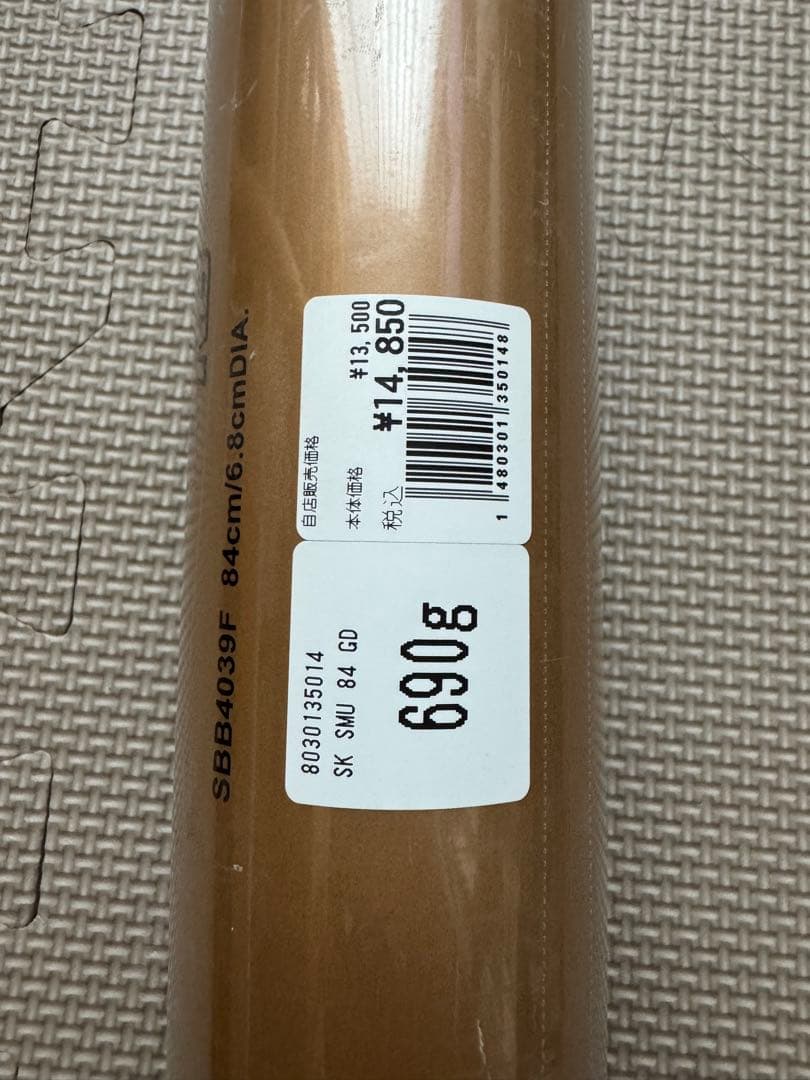 SBB4039F 84cm/6.8cmDIA.
自店販売価格
本体価格 ¥13,500
税込 ¥14,850
1 480301 350148
8030135014
SK SMU 84 GD
690g